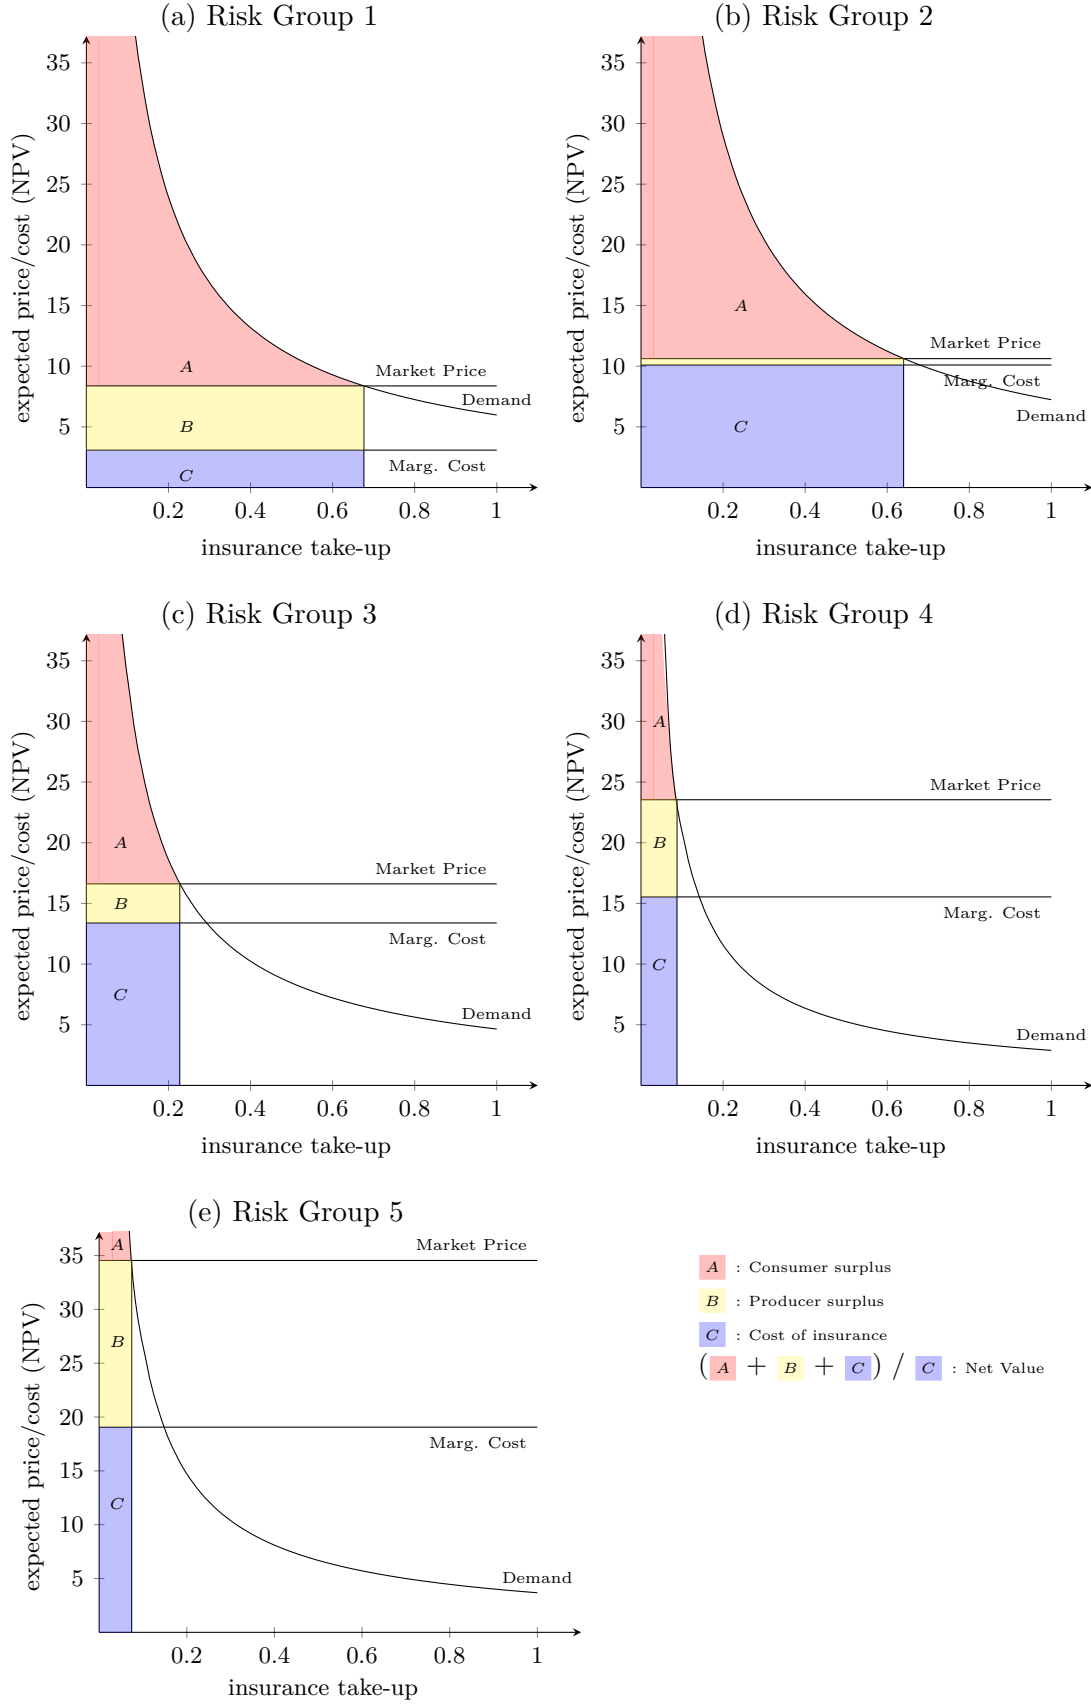 (a) Risk Group 1
expected price/cost (NPV)
35
30
25
20
15
10
5
A
B
C
Market Price
Demand
Marg. Cost
0.2 0.4 0.6 0.8 1
insurance take-up
(b) Risk Group 2
expected price/cost (NPV)
35
30
25
20
15
10
5
A
C
Market Price
Marg. Cost
Demand
0.2 0.4 0.6 0.8 1
insurance take-up
(c) Risk Group 3
expected price/cost (NPV)
35
30
25
20
15
10
5
A
B
C
Market Price
Marg. Cost
Demand
0.2 0.4 0.6 0.8 1
insurance take-up
(d) Risk Group 4
expected price/cost (NPV)
35
30
25
20
15
10
5
A
B
C
Market Price
Marg. Cost
Demand
0.2 0.4 0.6 0.8 1
insurance take-up
(e) Risk Group 5
expected price/cost (NPV)
35
30
25
20
15
10
5
A
B
C
Market Price
Marg. Cost
Demand
0.2 0.4 0.6 0.8 1
insurance take-up
A : Consumer surplus
B : Producer surplus
C : Cost of insurance
(A + B + C) / C : Net Value